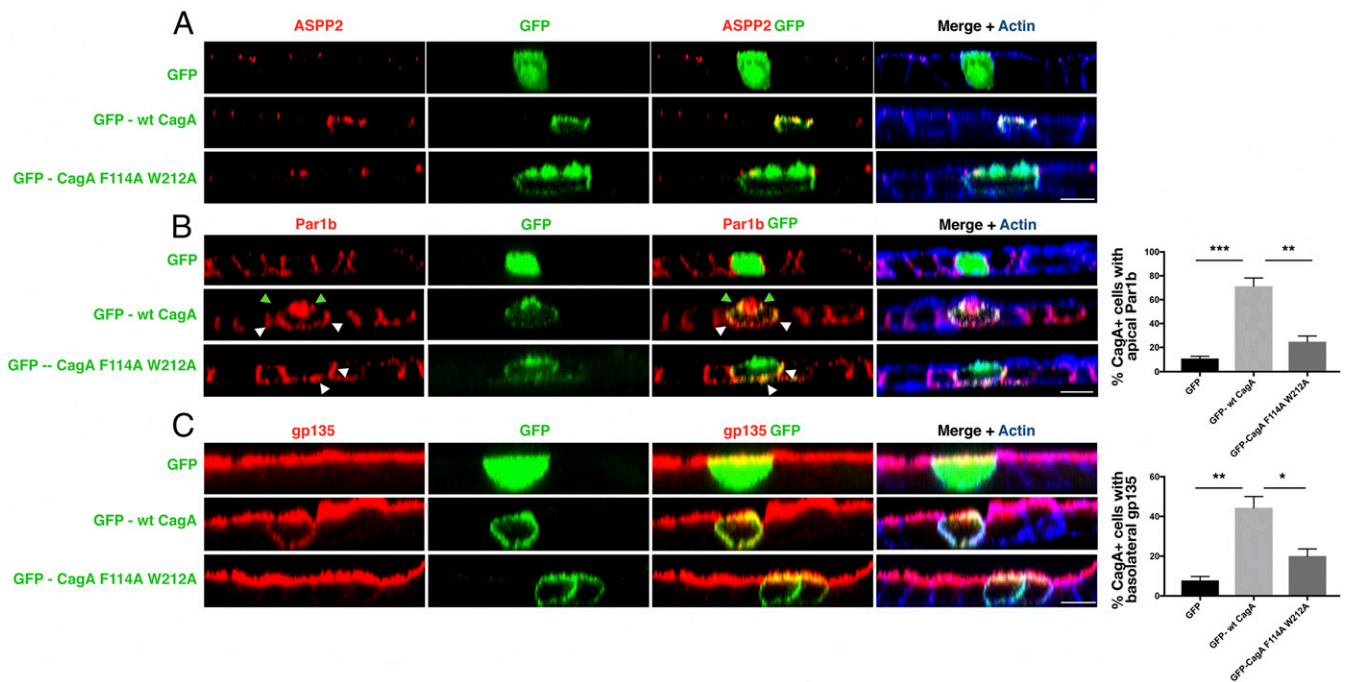 A
ASPP2 GFP ASPP2 GFP Merge + Actin
GFP
GFP - wt CagA
GFP - CagA F114A W212A
B
Par1b GFP Par1b GFP Merge + Actin
GFP
GFP - wt CagA
GFP -- CagA F114A W212A
% CagA+ cells with
apical Par1b
100
80
60
40
20
0
*** **
GFP
GFP- wt CagA
GFP-CagA F114A W212A
C
gp135 GFP gp135 GFP Merge + Actin
GFP
GFP - wt CagA
GFP - CagA F114A W212A
% CagA+ cells with
basolateral gp135
60
40
20
0
** *
GFP
GFP- wt CagA
GFP-CagA F114A W212A